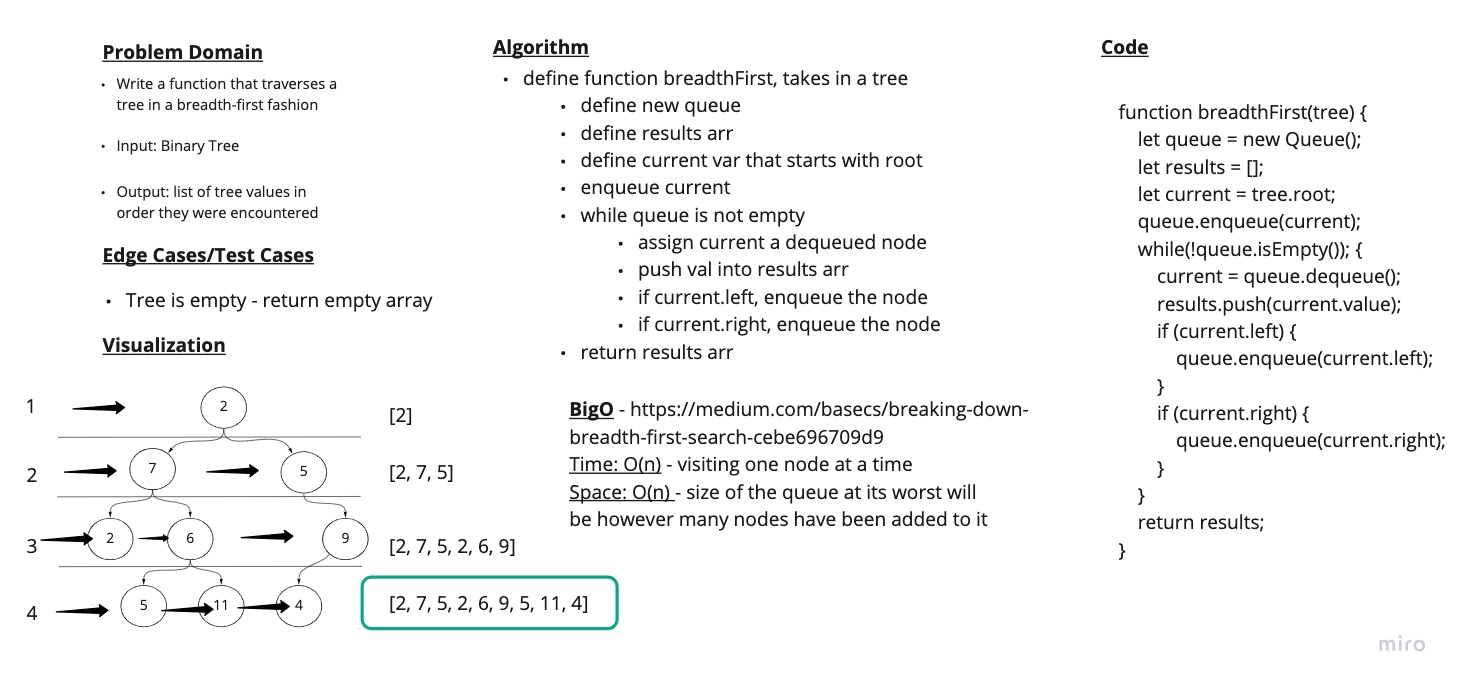 Problem Domain
• Write a function that traverses a
tree in a breadth-first fashion
• Input: Binary Tree
• Output: list of tree values in
order they were encountered
Edge Cases/Test Cases
• Tree is empty - return empty array
Visualization
1
2
[2]
2
7
5
[2, 7, 5]
3
2
6
9
[2, 7, 5, 2, 6, 9]
4
5
11
4
[2, 7, 5, 2, 6, 9, 5, 11, 4]
Algorithm
• define function breadthFirst, takes in a tree
• define new queue
• define results arr
• define current var that starts with root
• enqueue current
• while queue is not empty
• assign current a dequeued node
• push val into results arr
• if current.left, enqueue the node
• if current.right, enqueue the node
• return results arr
BigO - https://medium.com/basecs/breaking-down-
breadth-first-search-cebe696709d9
Time: O(n) - visiting one node at a time
Space: O(n) - size of the queue at its worst will
be however many nodes have been added to it
Code
function breadthFirst(tree) {
let queue = new Queue();
let results = [];
let current = tree.root;
queue.enqueue(current);
while(!queue.isEmpty()); {
current = queue.dequeue();
results.push(current.value);
if (current.left) {
queue.enqueue(current.left);
}
if (current.right) {
queue.enqueue(current.right);
}
}
return results;
}
miro